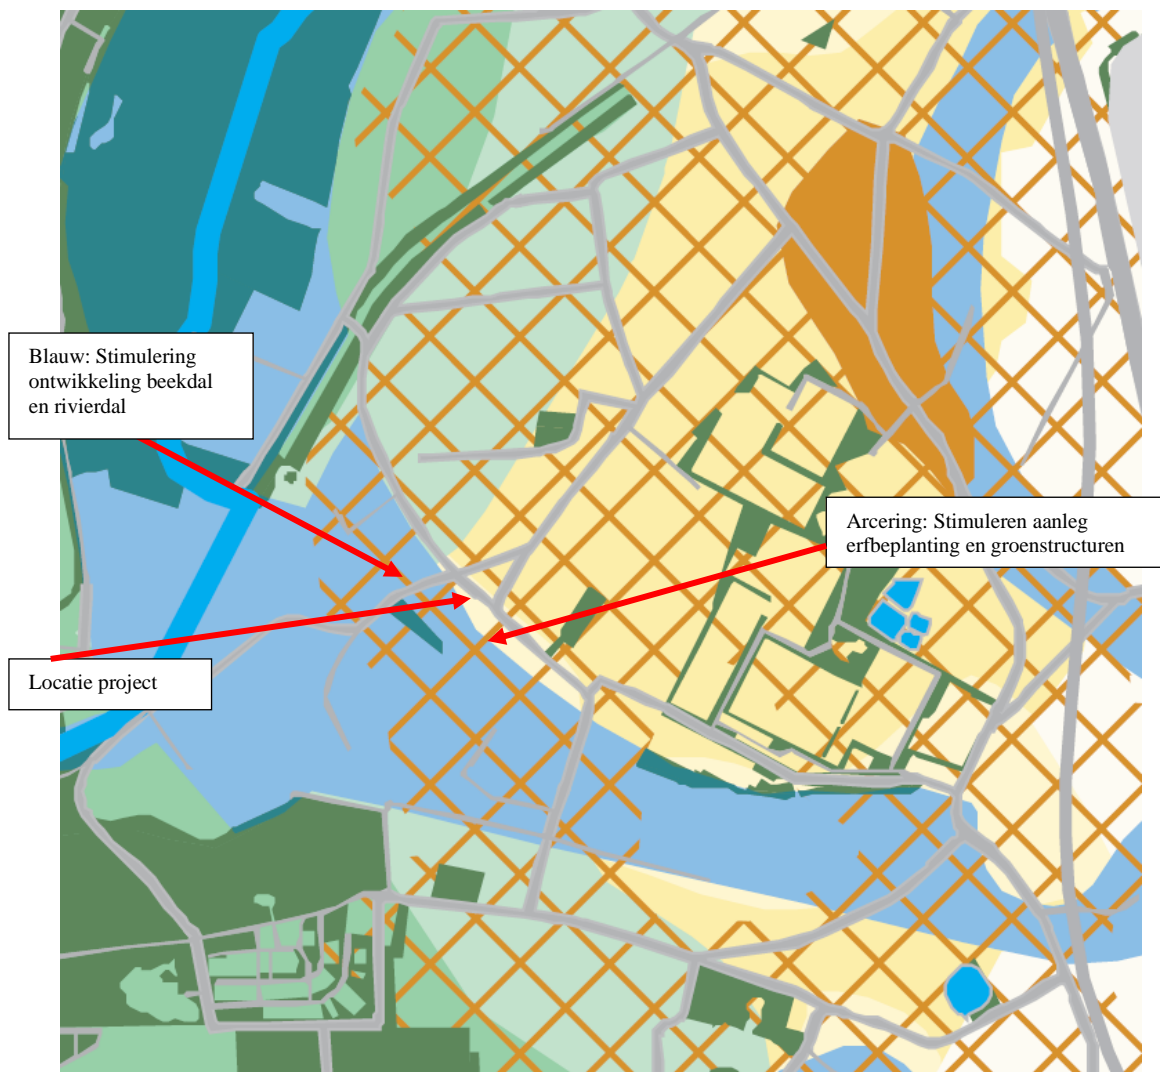 Blauw: Stimulering
ontwikkeling beekdal
en rivierdal
Arcering: Stimuleren aanleg
erfbeplanting en groenstructuren
Locatie project